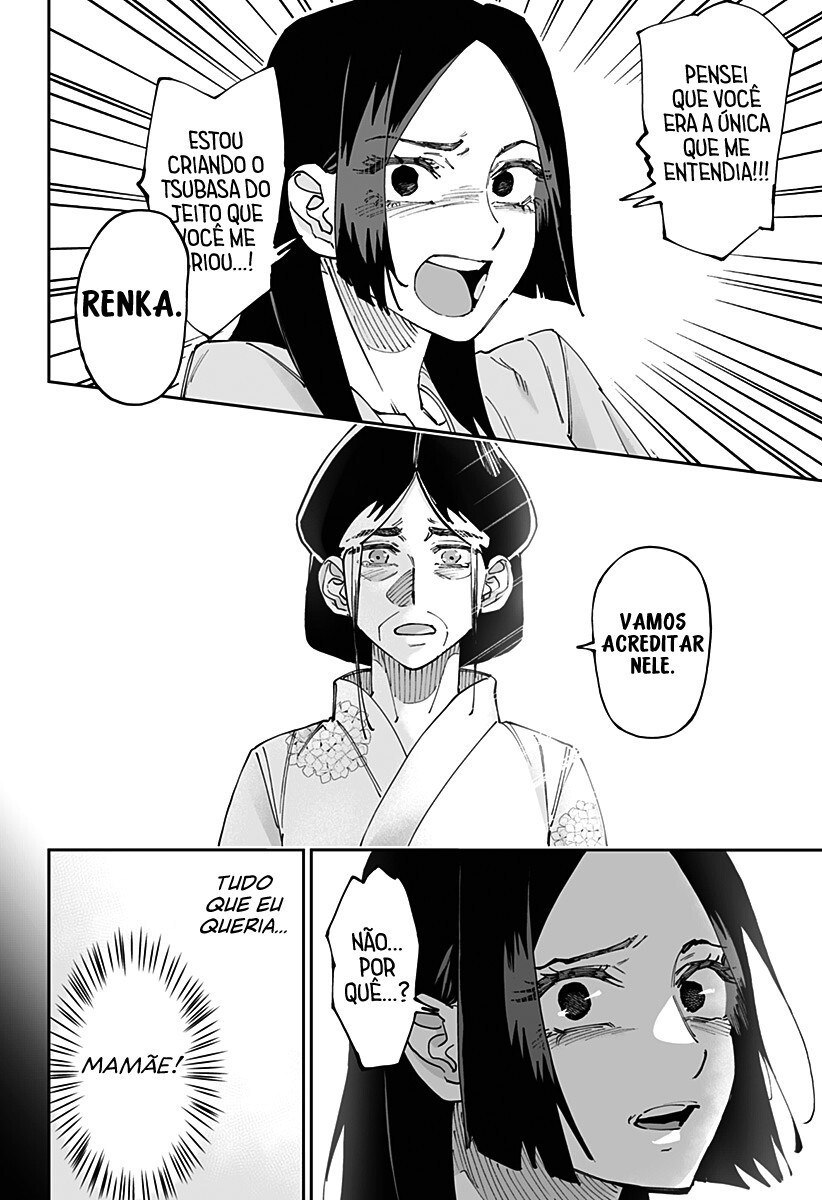 PENSEI
QUE VOCÊ
ERA A ÚNICA
QUE ME
ENTENDIA!!!
ESTOU
CRIANDO O
TSUBASA DO
JEITO QUE
VOCÊ ME
CRIOU...!
RENKA.
VAMOS
ACREDITAR
NELE.
NÃO...
POR
QUÊ...?
TUDO
QUE EU
QUERIA...
MAMÃE!